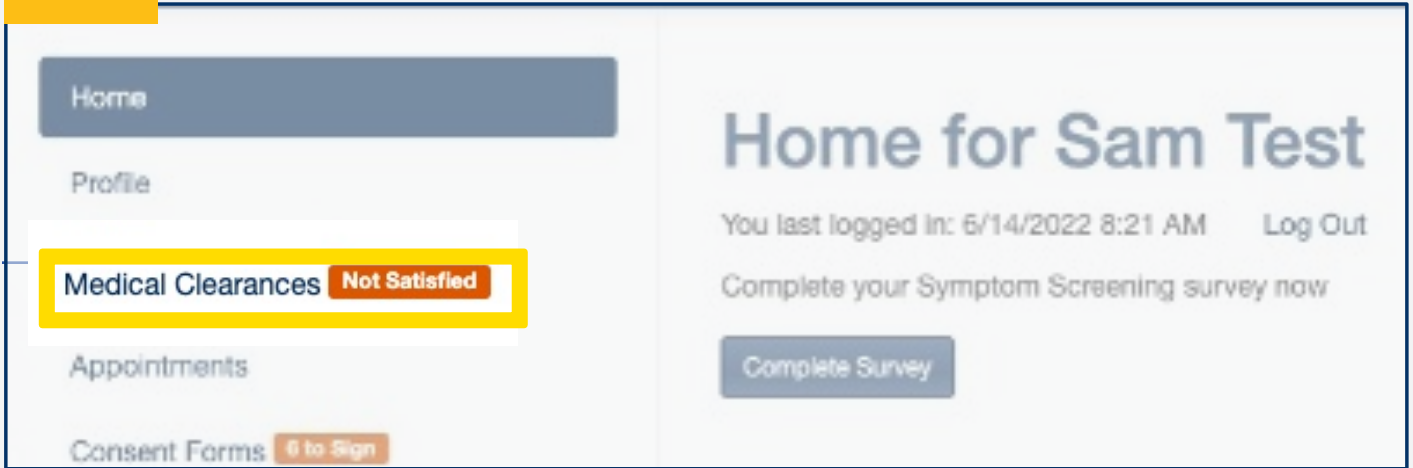 Home
Profile
Medical Clearances Not Satisfied
Appointments
Consent Forms 6 to Sign
Home for Sam Test
You last logged in: 6/14/2022 8:21 AM Log Out
Complete your Symptom Screening survey now
Complete Survey